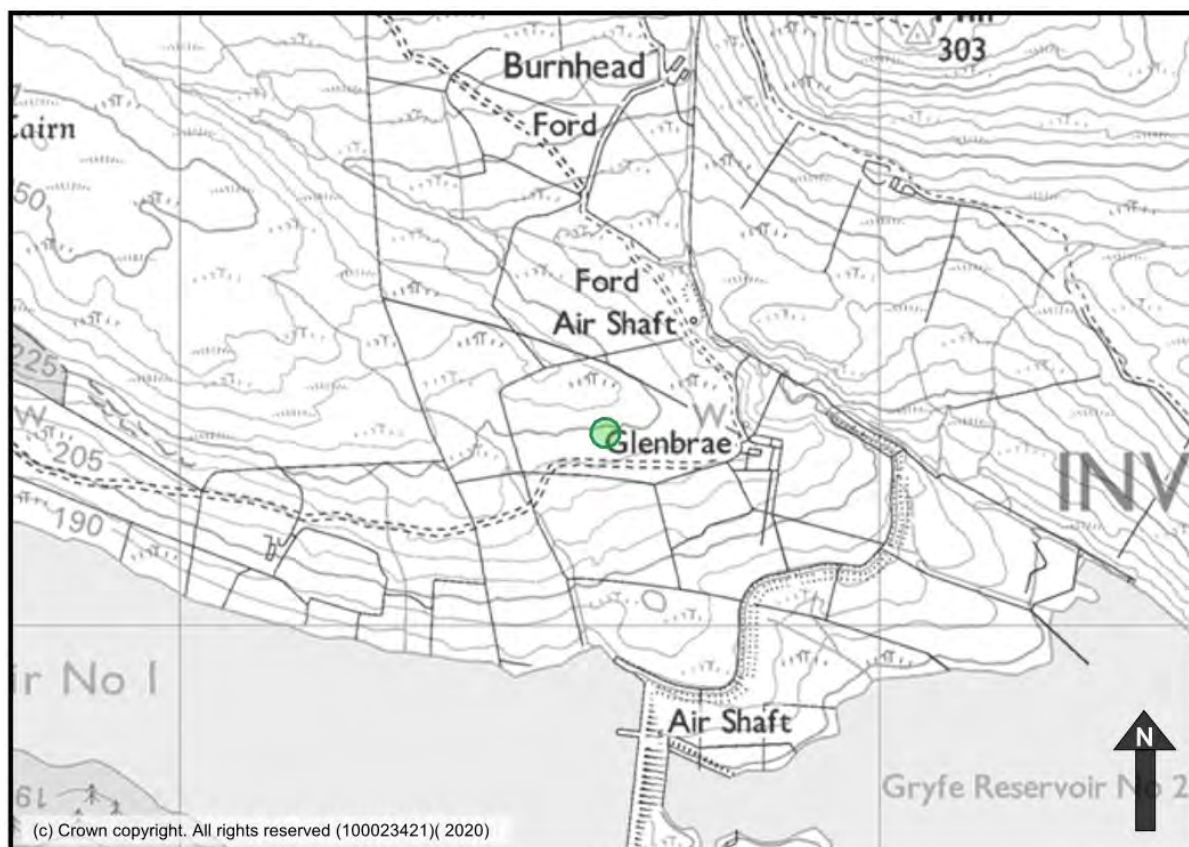 303
Burnhead
Cairn
Ford
50
Ford
Air Shaft
225
W
W
Glenbrae
205
INV
190
ir No 1
Air Shaft
N
Gryfe Reservoir No 2
(c) Crown copyright. All rights reserved (100023421)( 2020)